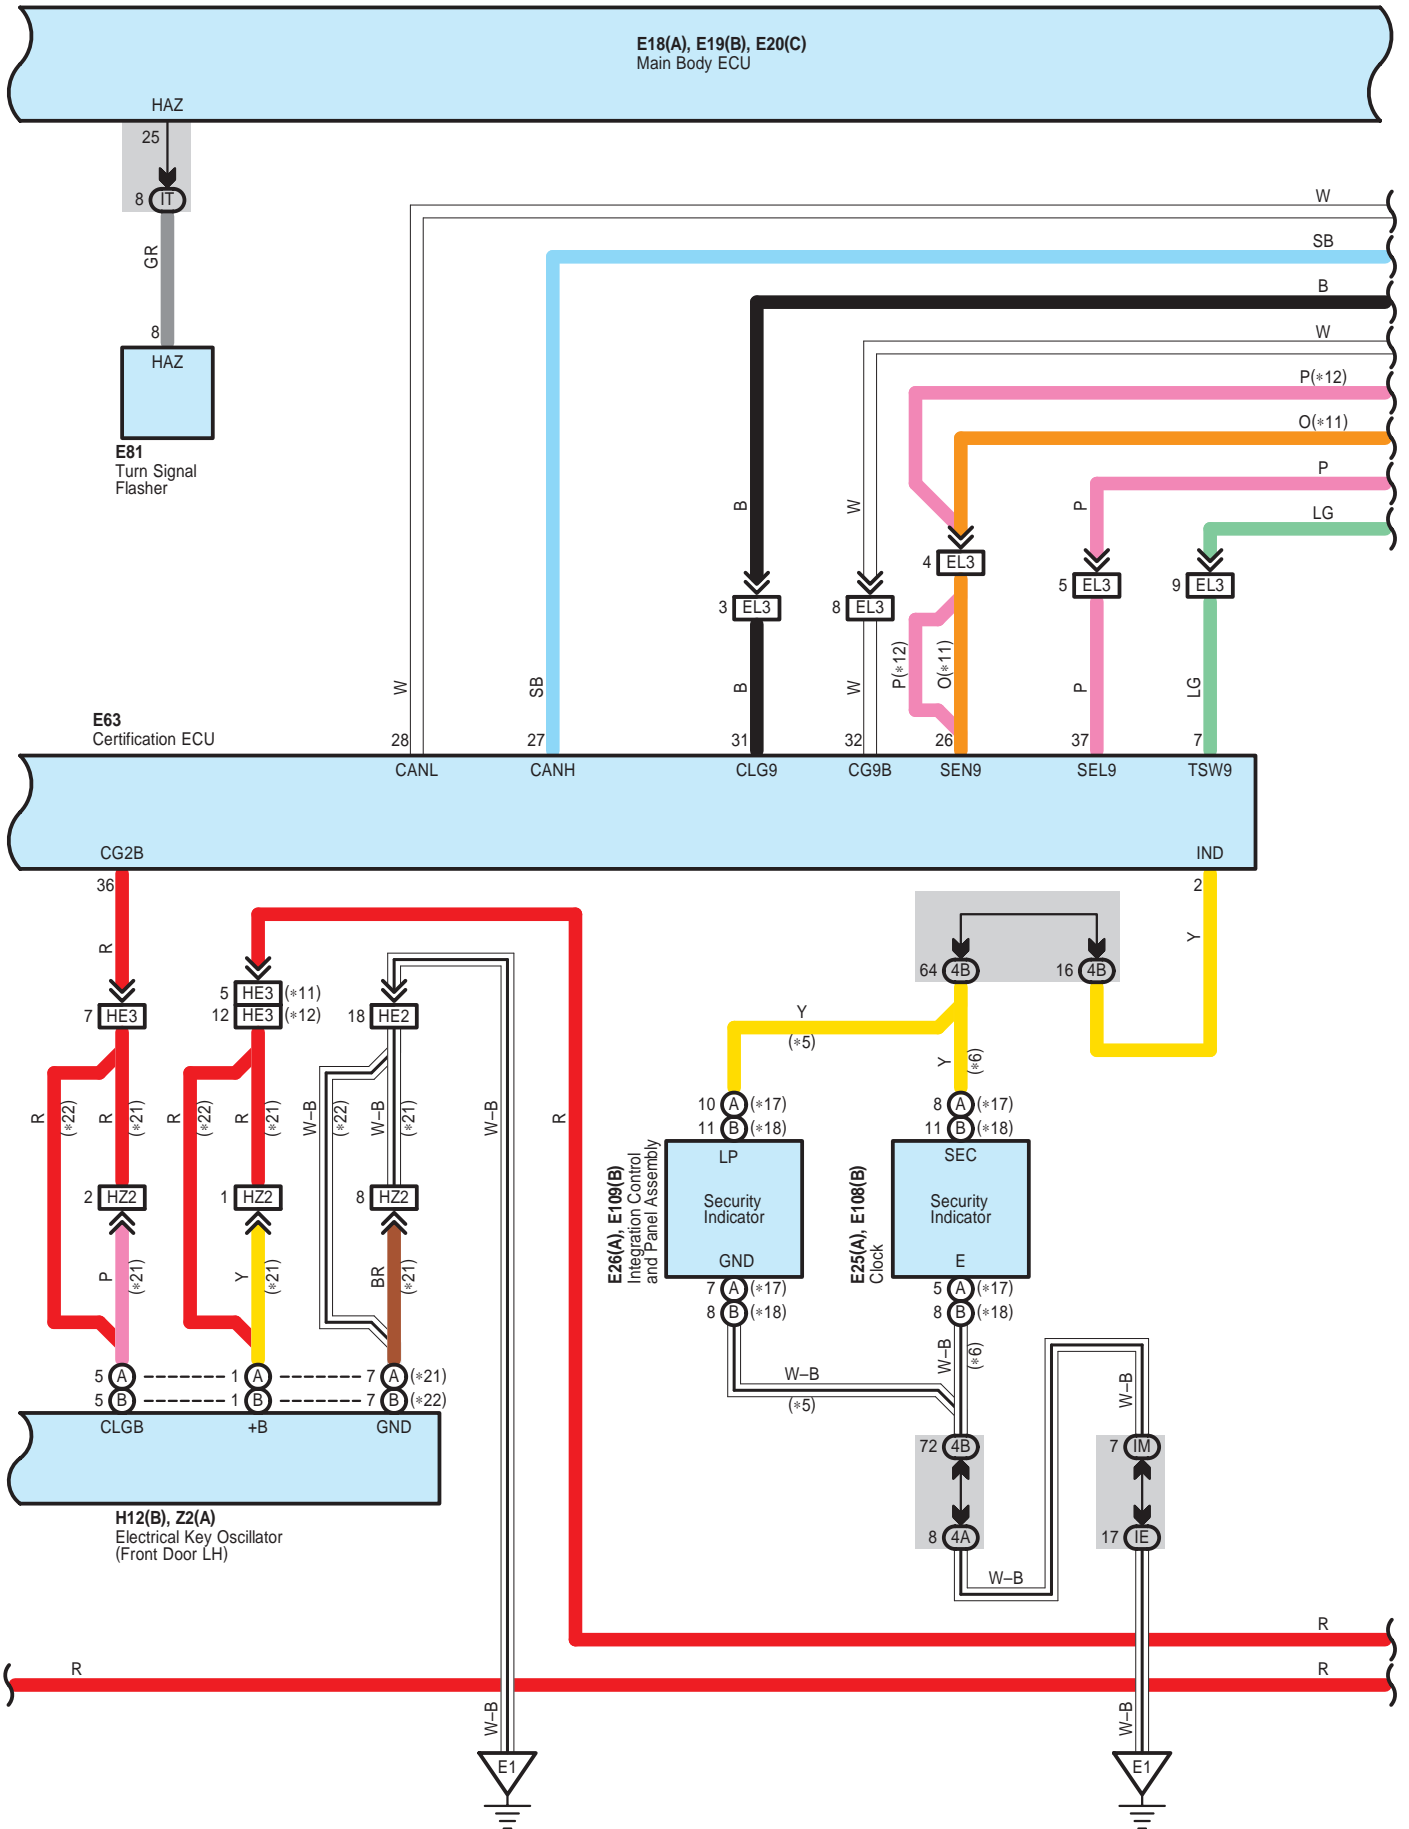 E18(A), E19(B), E20(C)
Main Body ECU
HAZ
25
8 IT
GR
8
HAZ
E81
Turn Signal
Flasher
W
SB
B
W
P(*12)
O(*11)
P
LG
B
W
P
4 EL3
5 EL3
9 EL3
3 EL3
8 EL3
W
SB
B
W
P(*12)
O(*11)
P
LG
E63
Certification ECU
28
27
31
32
26
37
7
CANL
CANH
CLG9
CG9B
SEN9
SEL9
TSW9
CG2B
IND
36
2
R
Y
64 4B
16 4B
5 HE3 (*11)
12 HE3 (*12)
7 HE3
18 HE2
Y
(*5)
Y
(*6)
R
(*22)
R
(*21)
R
(*22)
R
(*21)
W–B
(*22)
W–B
(*21)
W–B
R
10 A (*17)
11 B (*18)
8 A (*17)
11 B (*18)
LP
Security
Indicator
GND
E26(A), E109(B)
Integration Control
and Panel Assembly
SEC
Security
Indicator
E
E25(A), E108(B)
Clock
2 HZ2
1 HZ2
8 HZ2
P
(*21)
Y
(*21)
BR
(*21)
7 A (*17)
8 B (*18)
5 A (*17)
8 B (*18)
W–B
(*5)
W–B
(*6)
W–B
5 A
1 A
7 A (*21)
5 B
1 B
7 B (*22)
CLGB
+B
GND
H12(B), Z2(A)
Electrical Key Oscillator
(Front Door LH)
72 4B
7 IM
8 4A
17 IE
W–B
R
R
R
W–B
W–B
E1
E1